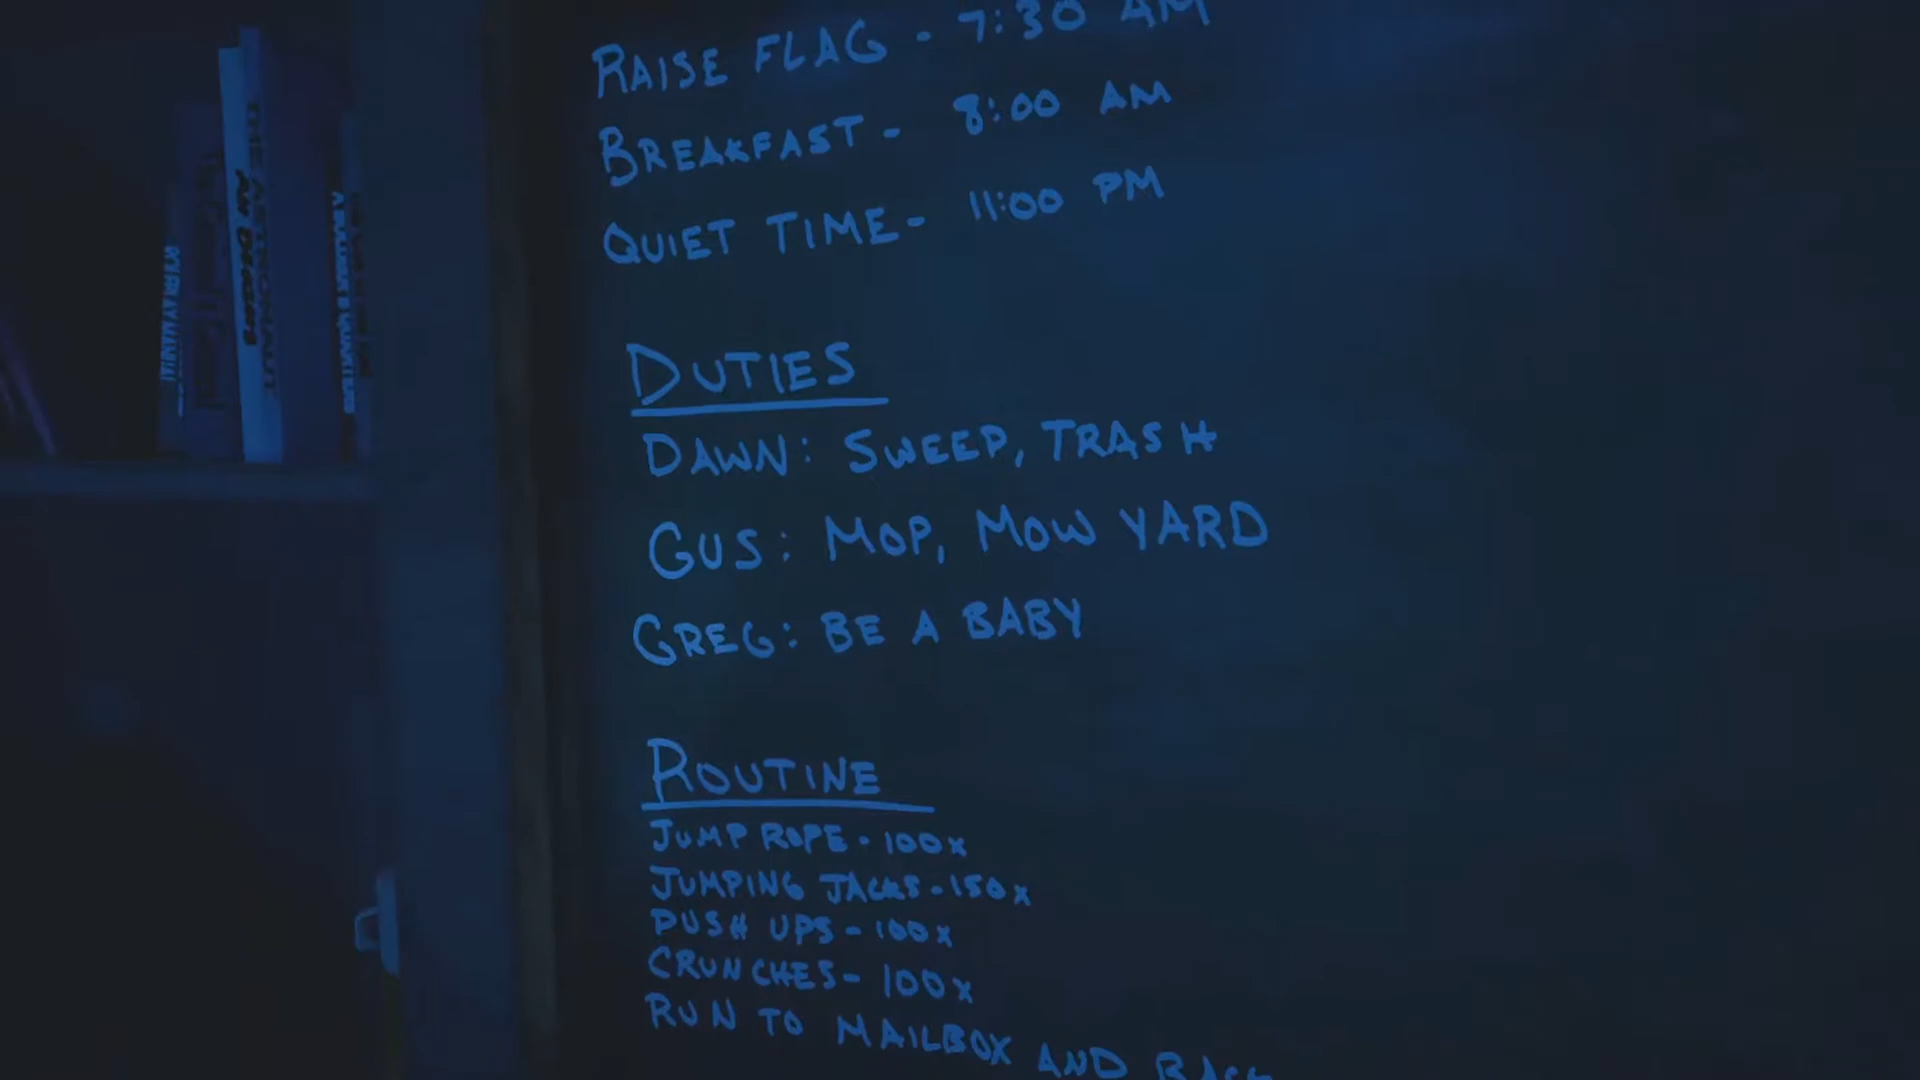 RAISE FLAG - 7:30 AM
BREAKFAST - 8:00 AM
QUIET TIME - 11:00 PM
DUTIES
DAWN: SWEEP, TRASH
GUS: MOP, MOW YARD
GREG: BE A BABY
ROUTINE
JUMP ROPE - 100x
JUMPING JACKS - 150x
PUSH UPS - 100x
CRUNCHES - 100x
RUN TO MAILBOX AND BACK